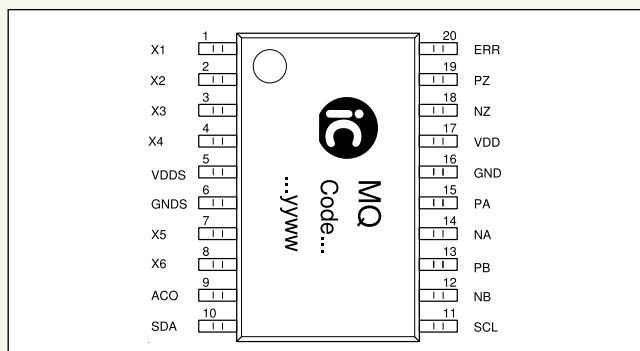 1
X1
2
X2
3
X3
4
X4
5
VDDS
6
GNDS
7
X5
8
X6
9
ACO
10
SDA
iC
MQ
Code...
...yyww
20
ERR
19
PZ
18
NZ
17
VDD
16
GND
15
PA
14
NA
13
PB
12
NB
11
SCL